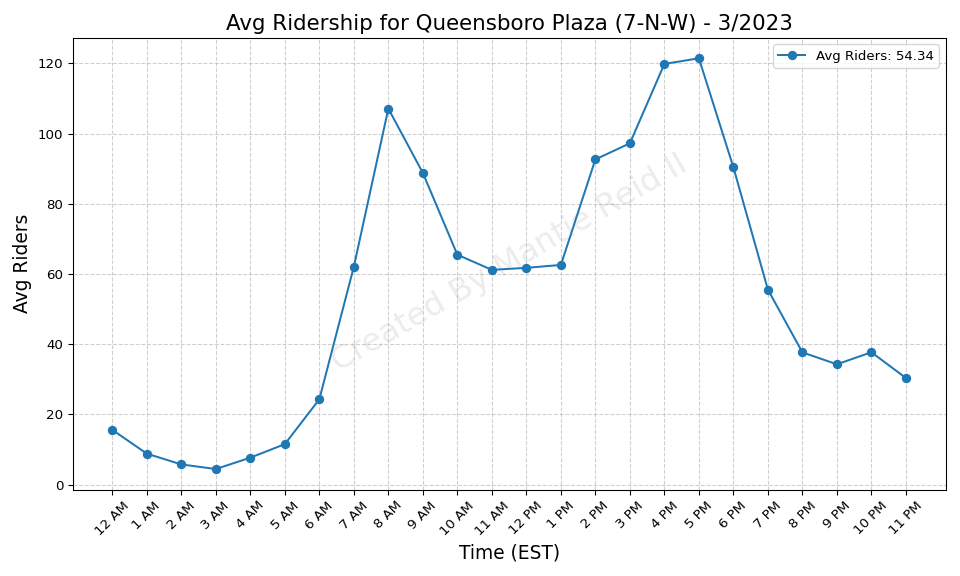 Avg Ridership for Queensboro Plaza (7-N-W) - 3/2023
Avg Riders: 54.34
120
100
80
60
40
20
0
Avg Riders
Created By Mantie Reid II
12 AM
1 AM
2 AM
3 AM
4 AM
5 AM
6 AM
7 AM
8 AM
9 AM
10 AM
11 AM
12 PM
1 PM
2 PM
3 PM
4 PM
5 PM
6 PM
7 PM
8 PM
9 PM
10 PM
11 PM
Time (EST)